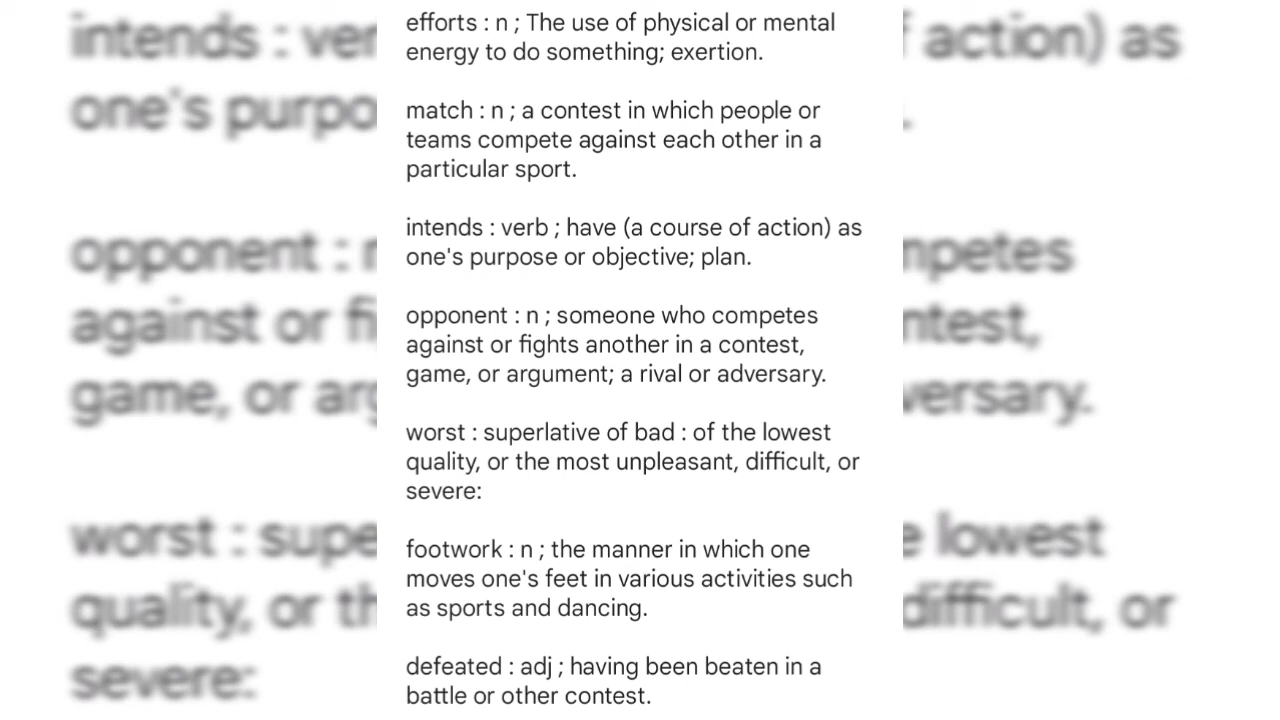 efforts : n ; The use of physical or mental
energy to do something; exertion.
match : n ; a contest in which people or
teams compete against each other in a
particular sport.
intends : verb ; have (a course of action) as
one's purpose or objective; plan.
opponent : n ; someone who competes
against or fights another in a contest,
game, or argument; a rival or adversary.
worst : superlative of bad : of the lowest
quality, or the most unpleasant, difficult, or
severe:
footwork : n ; the manner in which one
moves one's feet in various activities such
as sports and dancing.
defeated : adj ; having been beaten in a
battle or other contest.